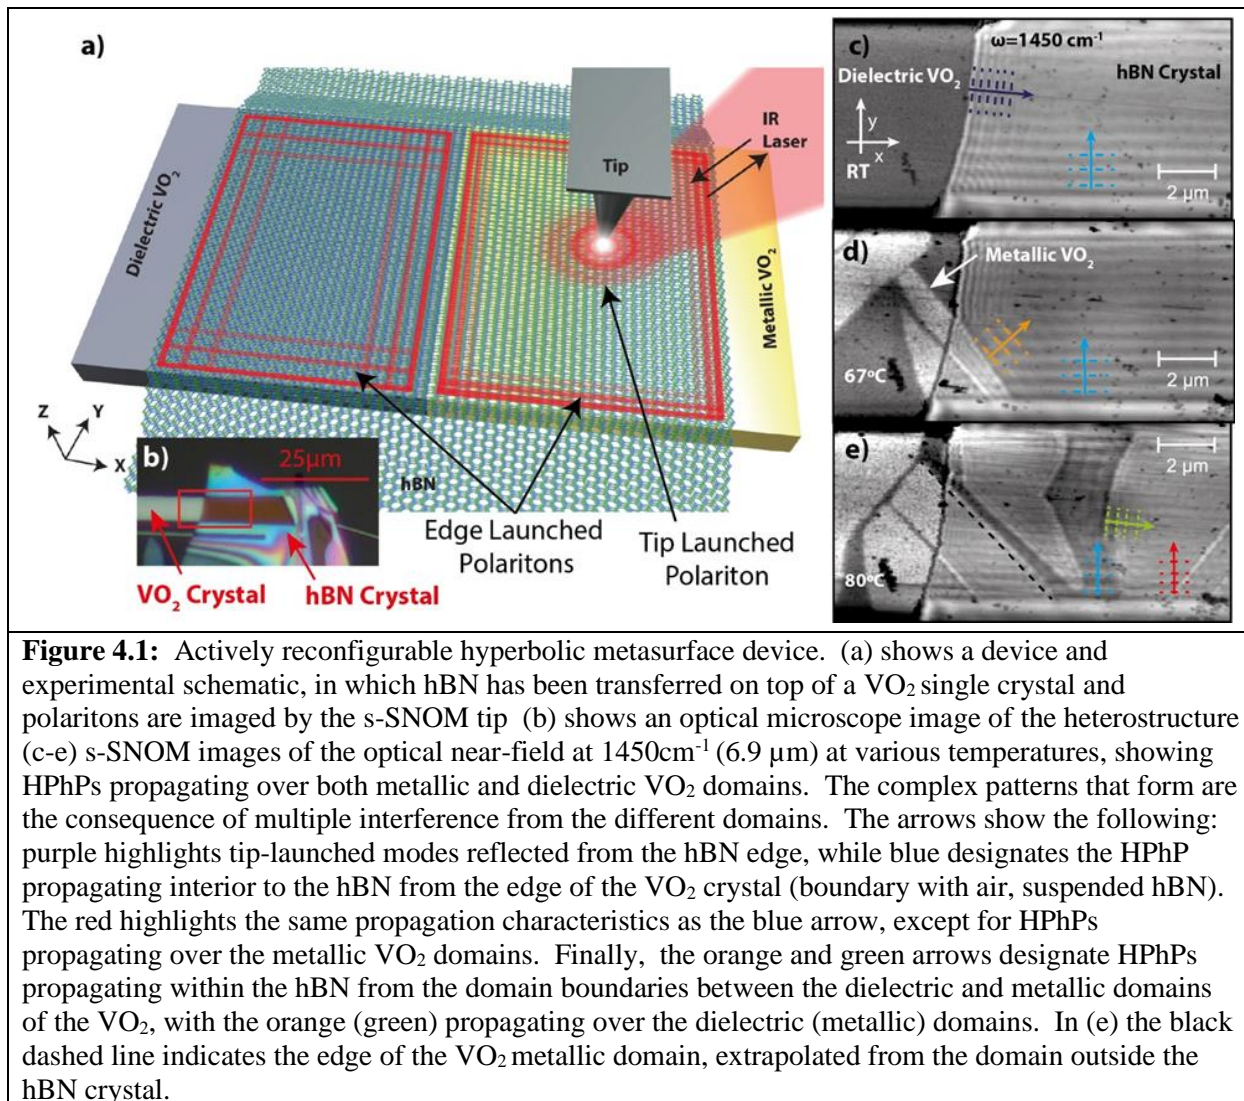 a)
Dielectric VO2
Tip
IR
Laser
Metallic VO2
Z
Y
X
hBN
Edge Launched
Polaritons
Tip Launched
Polariton
b)
25µm
VO2 Crystal
hBN Crystal
c)
ω=1450 cm-1
Dielectric VO2
hBN Crystal
y
x
RT
2 µm
d)
Metallic VO2
67°C
2 µm
e)
2 µm
80°C
Figure 4.1: Actively reconfigurable hyperbolic metasurface device. (a) shows a device and
experimental schematic, in which hBN has been transferred on top of a VO2 single crystal and
polaritons are imaged by the s-SNOM tip (b) shows an optical microscope image of the heterostructure
(c-e) s-SNOM images of the optical near-field at 1450cm-1 (6.9 µm) at various temperatures, showing
HPhPs propagating over both metallic and dielectric VO2 domains. The complex patterns that form are
the consequence of multiple interference from the different domains. The arrows show the following:
purple highlights tip-launched modes reflected from the hBN edge, while blue designates the HPhP
propagating interior to the hBN from the edge of the VO2 crystal (boundary with air, suspended hBN).
The red highlights the same propagation characteristics as the blue arrow, except for HPhPs
propagating over the metallic VO2 domains. Finally, the orange and green arrows designate HPhPs
propagating within the hBN from the domain boundaries between the dielectric and metallic domains
of the VO2, with the orange (green) propagating over the dielectric (metallic) domains. In (e) the black
dashed line indicates the edge of the VO2 metallic domain, extrapolated from the domain outside the
hBN crystal.